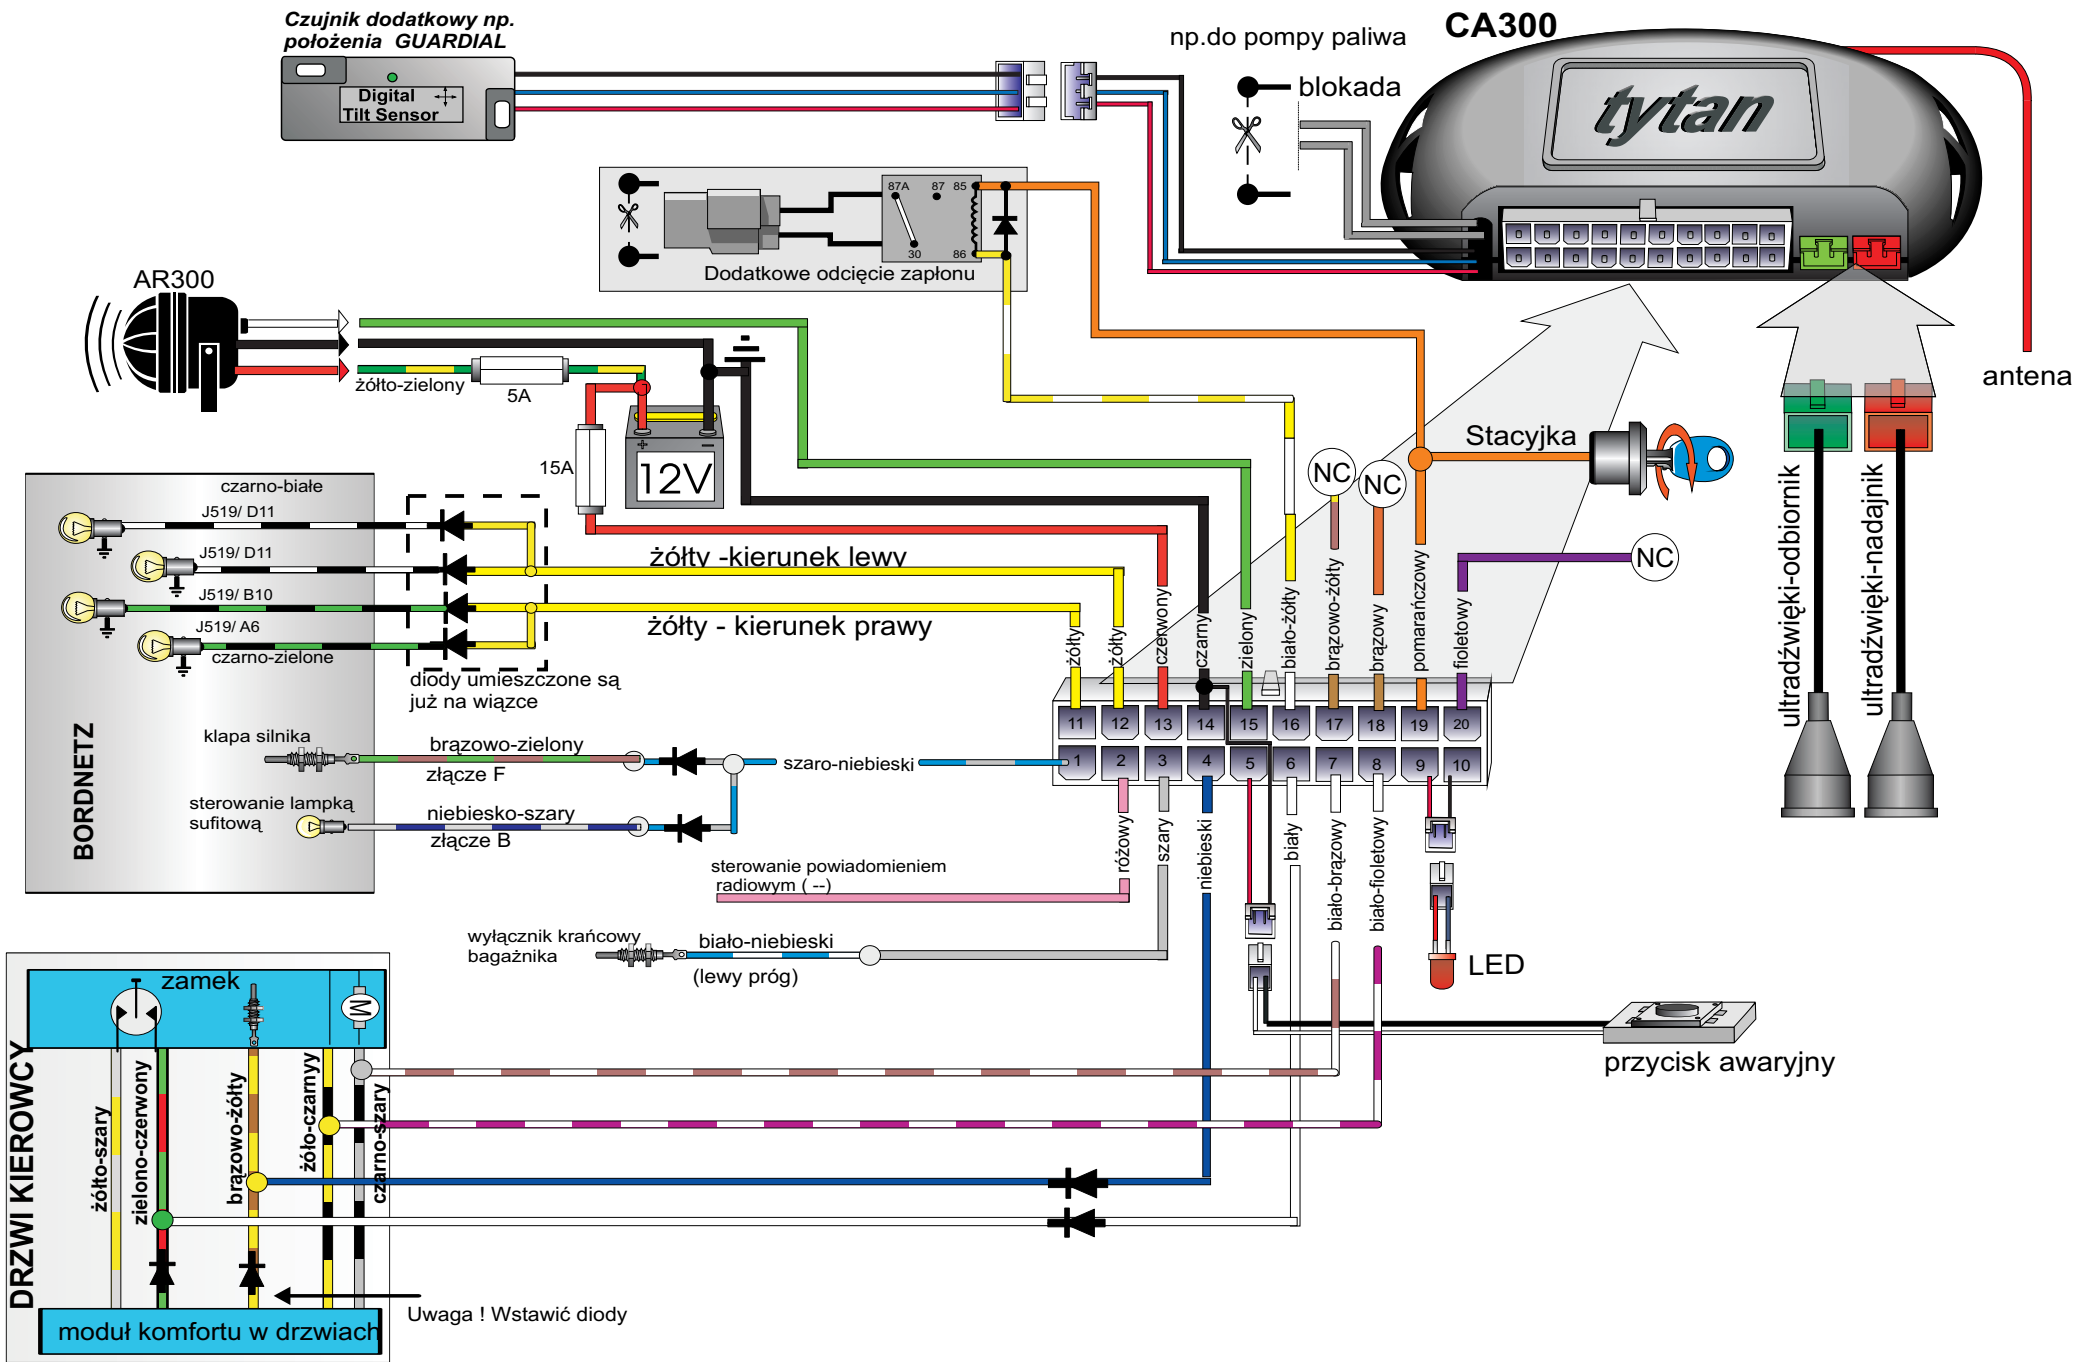 Czujnik dodatkowy np.
położenia GUARDIAL
Digital
Tilt Sensor
np.do pompy paliwa
CA300
blokada
tytan
antena
87A 87 85
30 86
Dodatkowe odcięcie zapłonu
AR300
żółto-zielony
5A
15A
+ -
12V
Stacyjka
NC
NC
NC
ultradźwięki-odbiornik
ultradźwięki-nadajnik
czarno-białe
J519/ D11
J519/ D11
J519/ B10
J519/ A6
czarno-zielone
żółty -kierunek lewy
żółty - kierunek prawy
diody umieszczone są
już na wiązce
BORDNETZ
klapa silnika
brązowo-zielony
złącze F
szaro-niebieski
sterowanie lampką
sufitową
niebiesko-szary
złącze B
żółty
żółty
czerwony
czarny
zielony
biało-żółty
brązowo-żółty
brązowy
pomarańczowy
fioletowy
11 12 13 14 15 16 17 18 19 20
1 2 3 4 5 6 7 8 9 10
różowy
szary
niebieski
biały
biało-brązowy
biało-fioletowy
sterowanie powiadomieniem
radiowym ( --)
wyłącznik krańcowy
bagażnika
biało-niebieski
(lewy próg)
LED
przycisk awaryjny
DRZWI KIEROWCY
zamek
M
żółto-szary
zielono-czerwony
brązowo-żółty
żóło-czarnyy
czarno-szary
moduł komfortu w drzwiach
Uwaga ! Wstawić diody